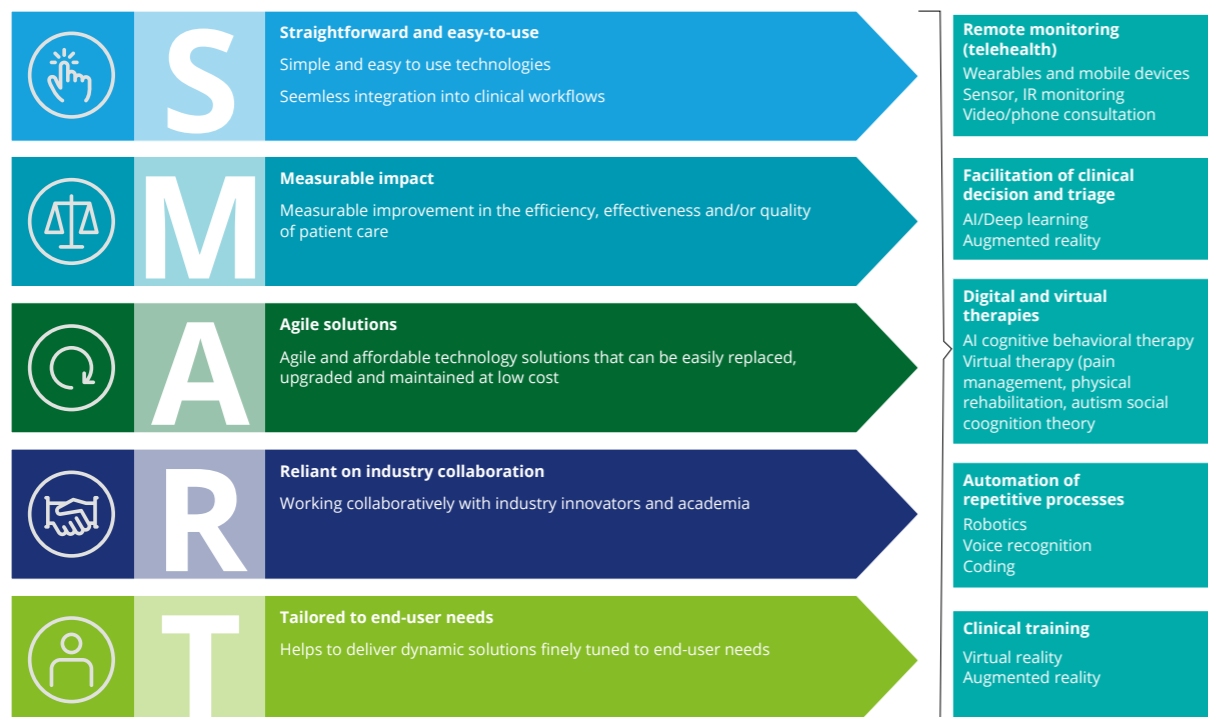 S
Straightforward and easy-to-use
Simple and easy to use technologies
Seemless integration into clinical workflows
M
Measurable impact
Measurable improvement in the efficiency, effectiveness and/or quality
of patient care
A
Agile solutions
Agile and affordable technology solutions that can be easily replaced,
upgraded and maintained at low cost
R
Reliant on industry collaboration
Working collaboratively with industry innovators and academia
T
Tailored to end-user needs
Helps to deliver dynamic solutions finely tuned to end-user needs
Remote monitoring
(telehealth)
Wearables and mobile devices
Sensor, IR monitoring
Video/phone consultation
Facilitation of clinical
decision and triage
AI/Deep learning
Augmented reality
Digital and virtual
therapies
AI cognitive behavioral therapy
Virtual therapy (pain
management, physical
rehabilitation, autism social
coognition theory
Automation of
repetitive processes
Robotics
Voice recognition
Coding
Clinical training
Virtual reality
Augmented reality